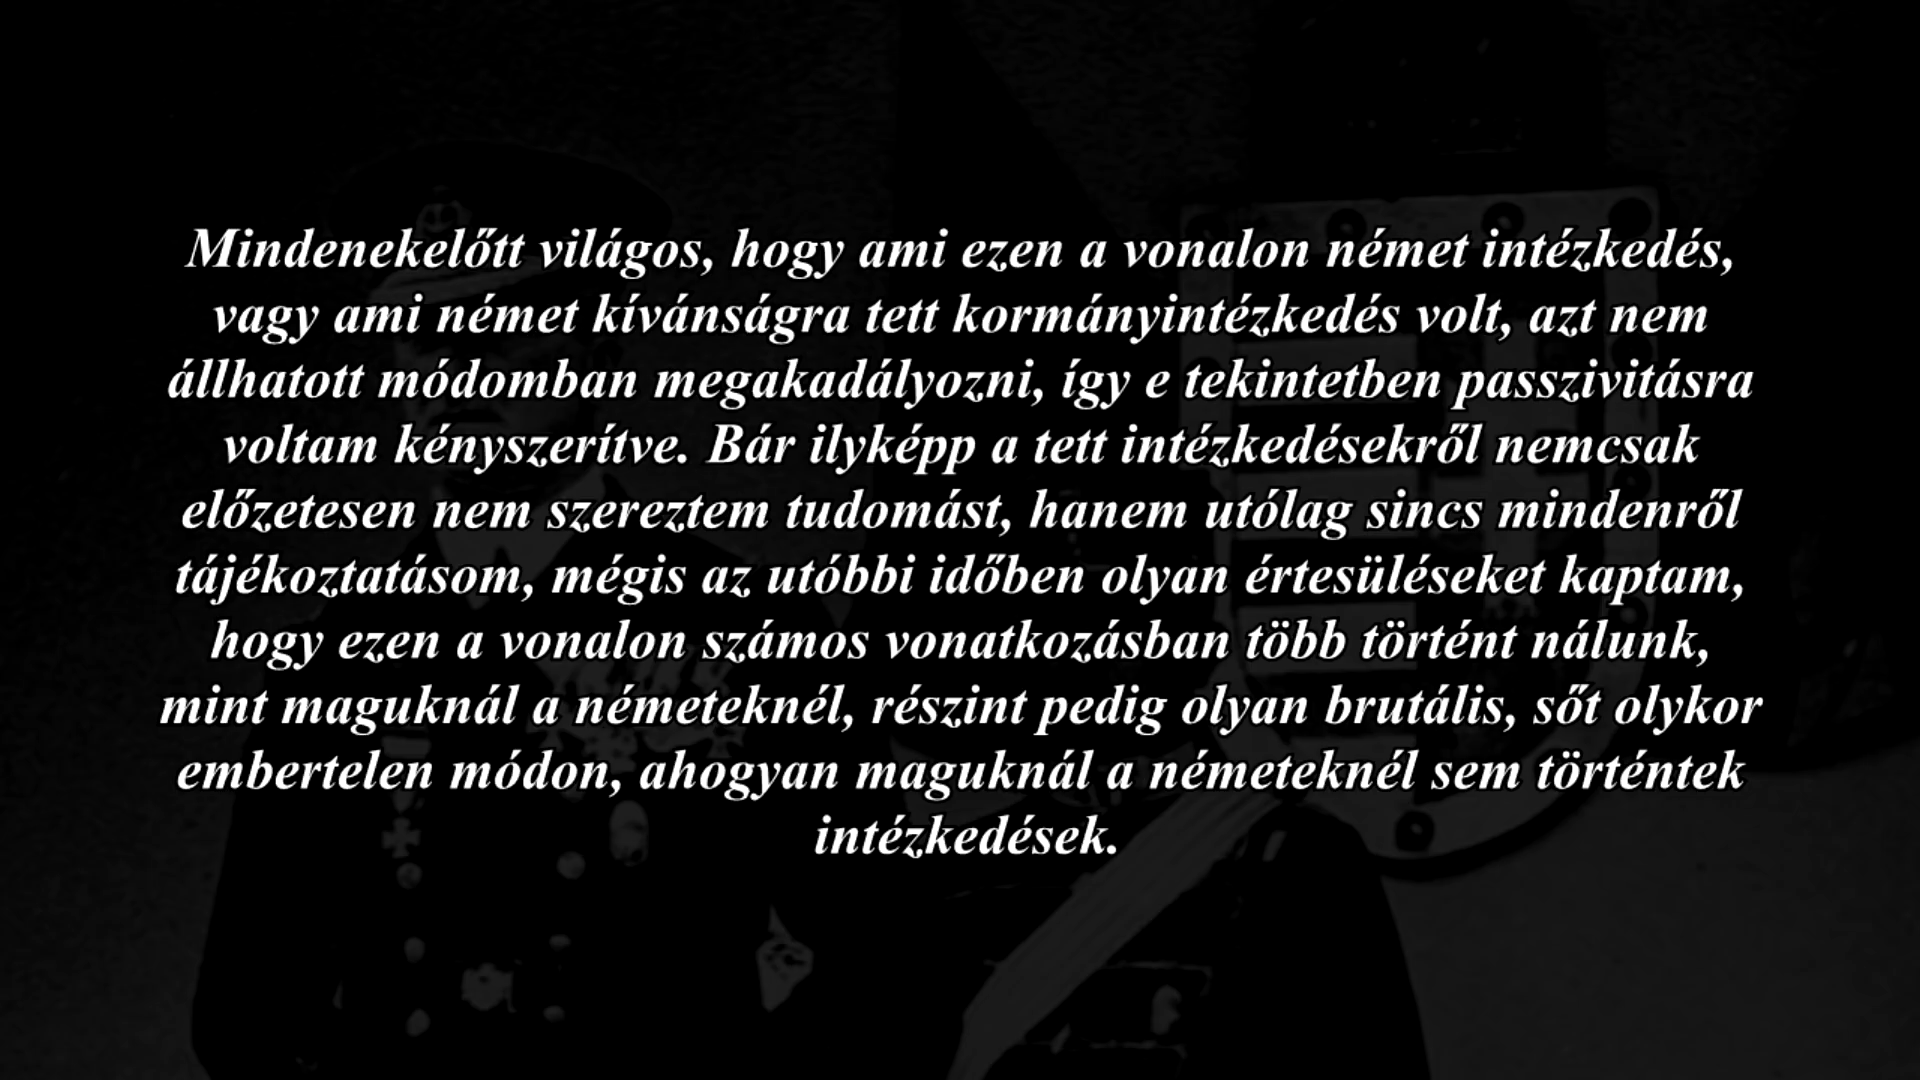 Mindenekelőtt világos, hogy ami ezen a vonalon német intézkedés,
vagy ami német kívánságra tett kormányintézkedés volt, azt nem
állhatott módomban megakadályozni, így e tekintetben passzivitásra
voltam kényszerítve. Bár ilyképp a tett intézkedésekről nemcsak
előzetesen nem szereztem tudomást, hanem utólag sincs mindenről
tájékoztatásom, mégis az utóbbi időben olyan értesüléseket kaptam,
hogy ezen a vonalon számos vonatkozásban több történt nálunk,
mint maguknál a németeknél, részint pedig olyan brutális, sőt olykor
embertelen módon, ahogyan maguknál a németeknél sem történtek
intézkedések.